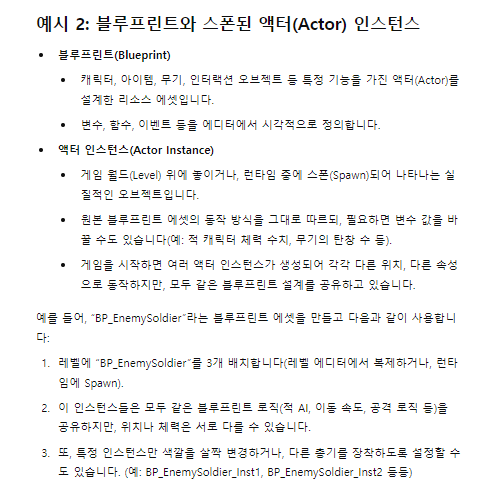 예시 2: 블루프린트와 스폰된 액터(Actor) 인스턴스
• 블루프린트(Blueprint)
• 캐릭터, 아이템, 무기, 인터랙션 오브젝트 등 특정 기능을 가진 액터(Actor)를
설계한 리소스 에셋입니다.
• 변수, 함수, 이벤트 등을 에디터에서 시각적으로 정의합니다.
• 액터 인스턴스(Actor Instance)
• 게임 월드(Level) 위에 놓이거나, 런타임 중에 스폰(Spawn)되어 나타나는 실
질적인 오브젝트입니다.
• 원본 블루프린트 에셋의 동작 방식을 그대로 따르되, 필요하면 변수 값을 바
꿀 수도 있습니다(예: 적 캐릭터 체력 수치, 무기의 탄창 수 등).
• 게임을 시작하면 여러 액터 인스턴스가 생성되어 각각 다른 위치, 다른 속성
으로 동작하지만, 모두 같은 블루프린트 설계를 공유하고 있습니다.
예를 들어, “BP_EnemySoldier”라는 블루프린트 에셋을 만들고 다음과 같이 사용합니
다:
1. 레벨에 “BP_EnemySoldier”를 3개 배치합니다(레벨 에디터에서 복제하거나, 런타
임에 Spawn).
2. 이 인스턴스들은 모두 같은 블루프린트 로직(적 AI, 이동 속도, 공격 로직 등)을
공유하지만, 위치나 체력은 서로 다를 수 있습니다.
3. 또, 특정 인스턴스만 색깔을 살짝 변경하거나, 다른 총기를 장착하도록 설정할 수
도 있습니다. (예: BP_EnemySoldier_Inst1, BP_EnemySoldier_Inst2 등등)